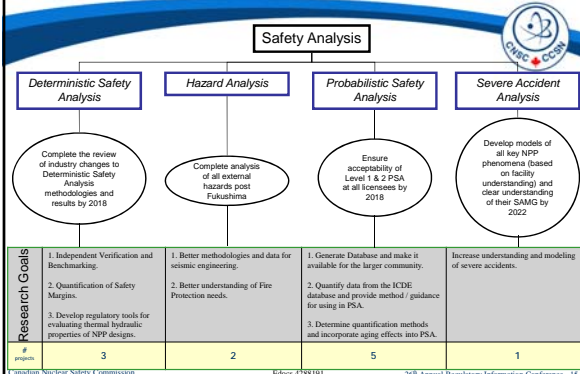 Safety Analysis
CNSC CCSN
Deterministic Safety
Analysis
Hazard Analysis
Probabilistic Safety
Analysis
Severe Accident
Analysis
Complete the review
of industry changes to
Deterministic Safety
Analysis
methodologies and
results by 2018
Complete analysis
of all external
hazards post
Fukushima
Ensure
acceptability of
Level 1 & 2 PSA
at all licensees by
2018
Develop models of
all key NPP
phenomena (based
on facility
understanding) and
clear understanding
of their SAMG by
2022
Research Goals
1. Independent Verification and
Benchmarking.
2. Quantification of Safety
Margins.
3. Develop regulatory tools for
evaluating thermal hydraulic
properties of NPP designs.
1. Better methodologies and data for
seismic engineering.
2. Better understanding of Fire
Protection needs.
1. Generate Database and make it
available for the larger community.
2. Quantify data from the ICDE
database and provide method / guidance
for using in PSA.
3. Determine quantification methods
and incorporate aging effects into PSA.
Increase understanding and modeling
of severe accidents.
#
projects
3
2
5
1
Canadian Nuclear Safety Commission
Edocs 4288191
26th Annual Regulatory Information Conference